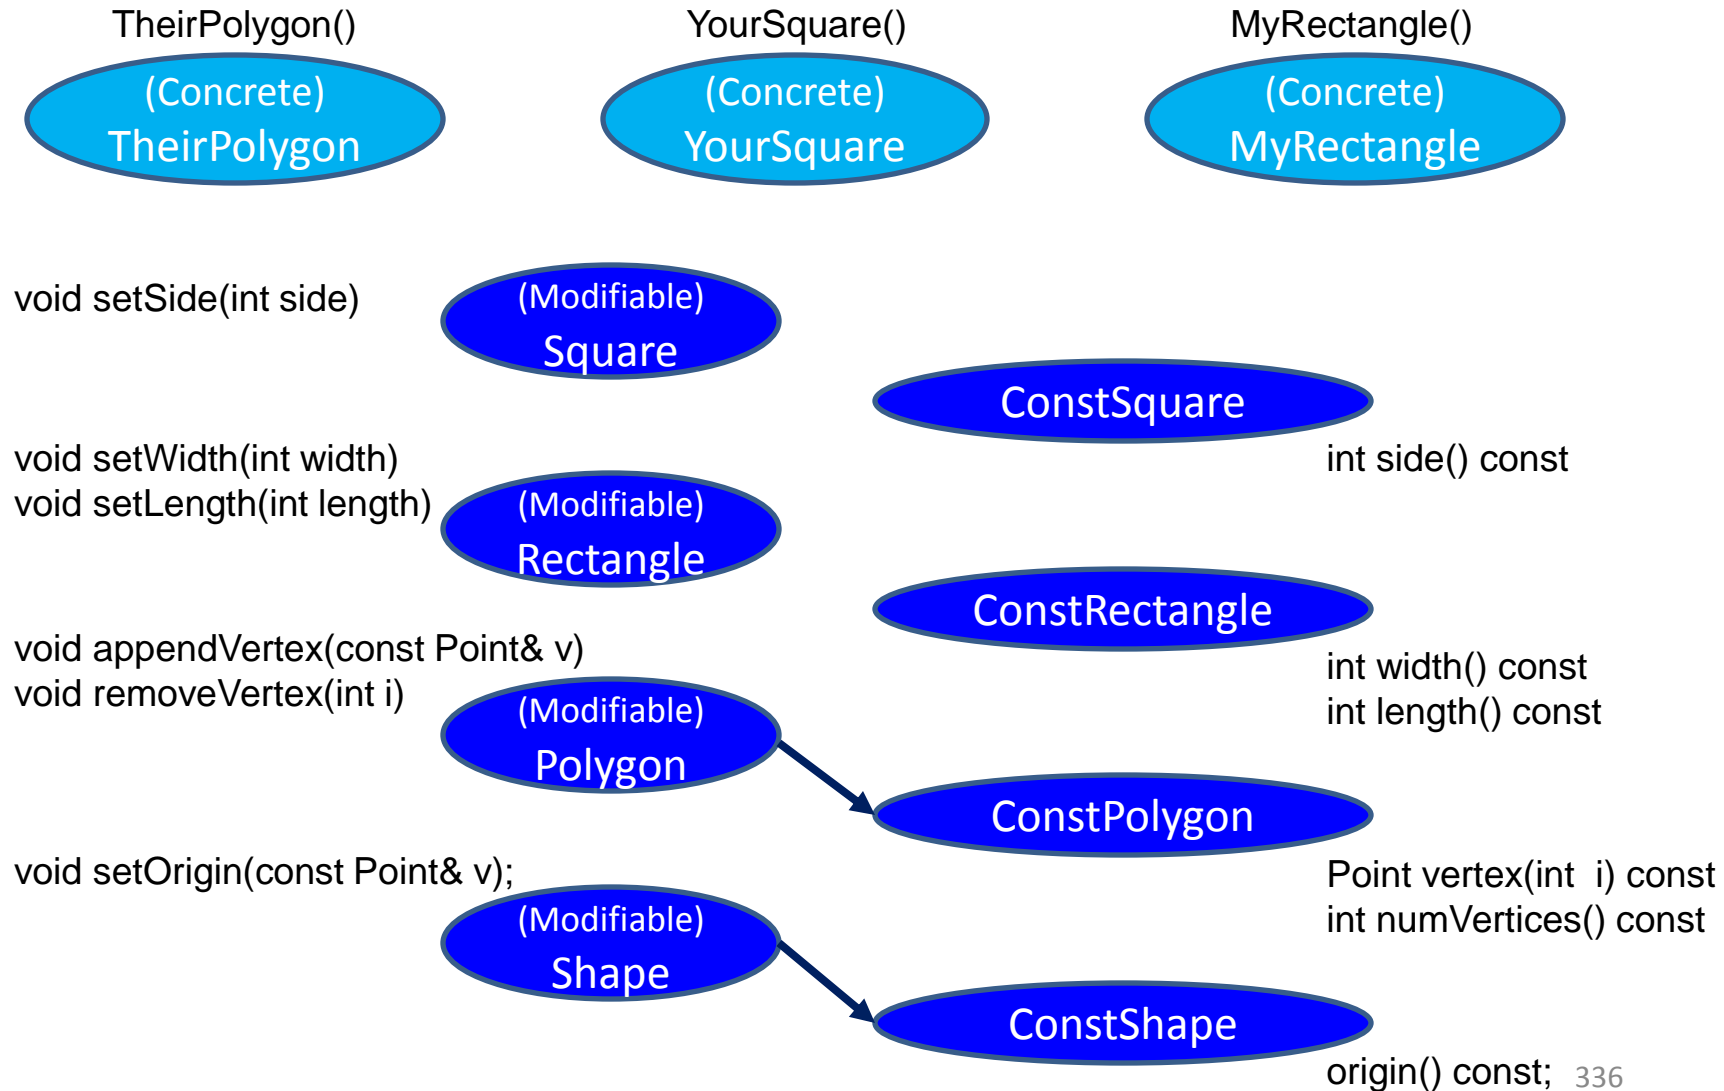 TheirPolygon()
YourSquare()
MyRectangle()
(Concrete)
TheirPolygon
(Concrete)
YourSquare
(Concrete)
MyRectangle
void setSide(int side)
(Modifiable)
Square
ConstSquare
int side() const
void setWidth(int width)
void setLength(int length)
(Modifiable)
Rectangle
ConstRectangle
int width() const
int length() const
void appendVertex(const Point& v)
void removeVertex(int i)
(Modifiable)
Polygon
ConstPolygon
Point vertex(int  i) const
int numVertices() const
void setOrigin(const Point& v);
(Modifiable)
Shape
ConstShape
origin() const;
336